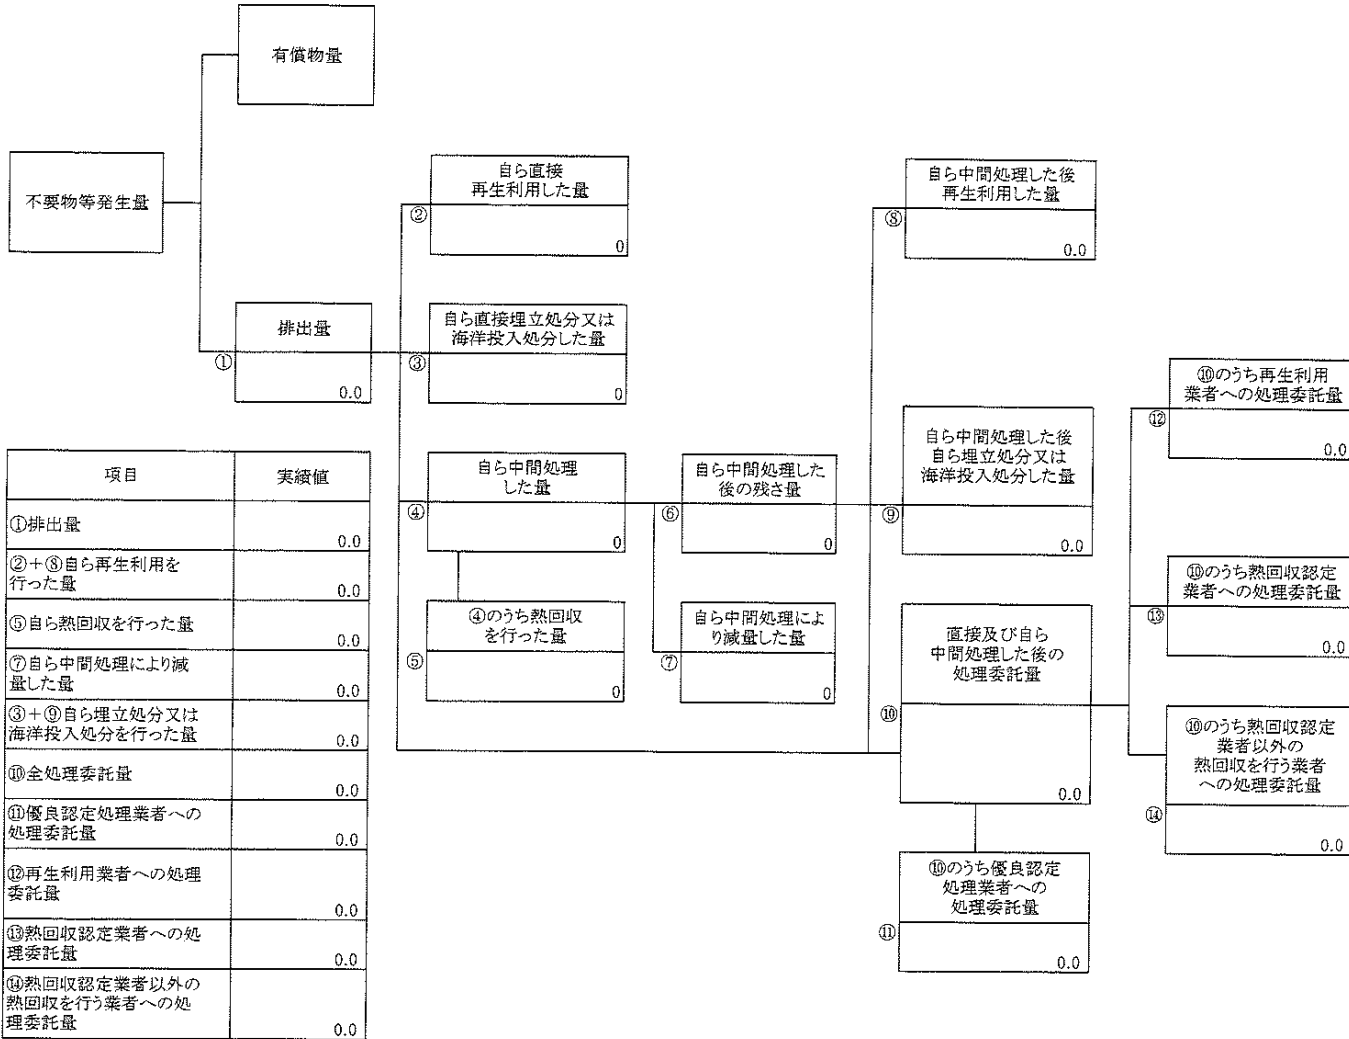 有償物量
不要物等発生量
自ら直接
再生利用した量
②
0
自ら中間処理した後
再生利用した量
⑧
0.0
排出量
①
0.0
自ら直接埋立処分又は
海洋投入処分した量
③
0
⑩のうち再生利用
業者への処理委託量
⑫
0.0
自ら中間処理
した量
④
0
自ら中間処理した
後の残さ量
⑥
0
自ら中間処理した後
自ら埋立処分又は
海洋投入処分した量
⑨
0.0
⑩のうち熱回収認定
業者への処理委託量
⑬
0.0
④のうち熱回収
を行った量
⑤
0
自ら中間処理によ
り減量した量
⑦
0
直接及び自ら
中間処理した後の
処理委託量
⑩
0.0
⑩のうち熱回収認定
業者以外の
熱回収を行う業者
への処理委託量
⑭
0.0
⑩のうち優良認定
処理業者への
処理委託量
⑪
0.0
項目 実績値
①排出量 0.0
②+⑧自ら再生利用を
行った量 0.0
⑤自ら熱回収を行った量 0.0
⑦自ら中間処理により減
量した量 0.0
③+⑨自ら埋立処分又は
海洋投入処分を行った量 0.0
⑩全処理委託量 0.0
⑪優良認定処理業者への
処理委託量 0.0
⑫再生利用業者への処理
委託量 0.0
⑬熱回収認定業者への処
理委託量 0.0
⑭熱回収認定業者以外の
熱回収を行う業者への処
理委託量 0.0